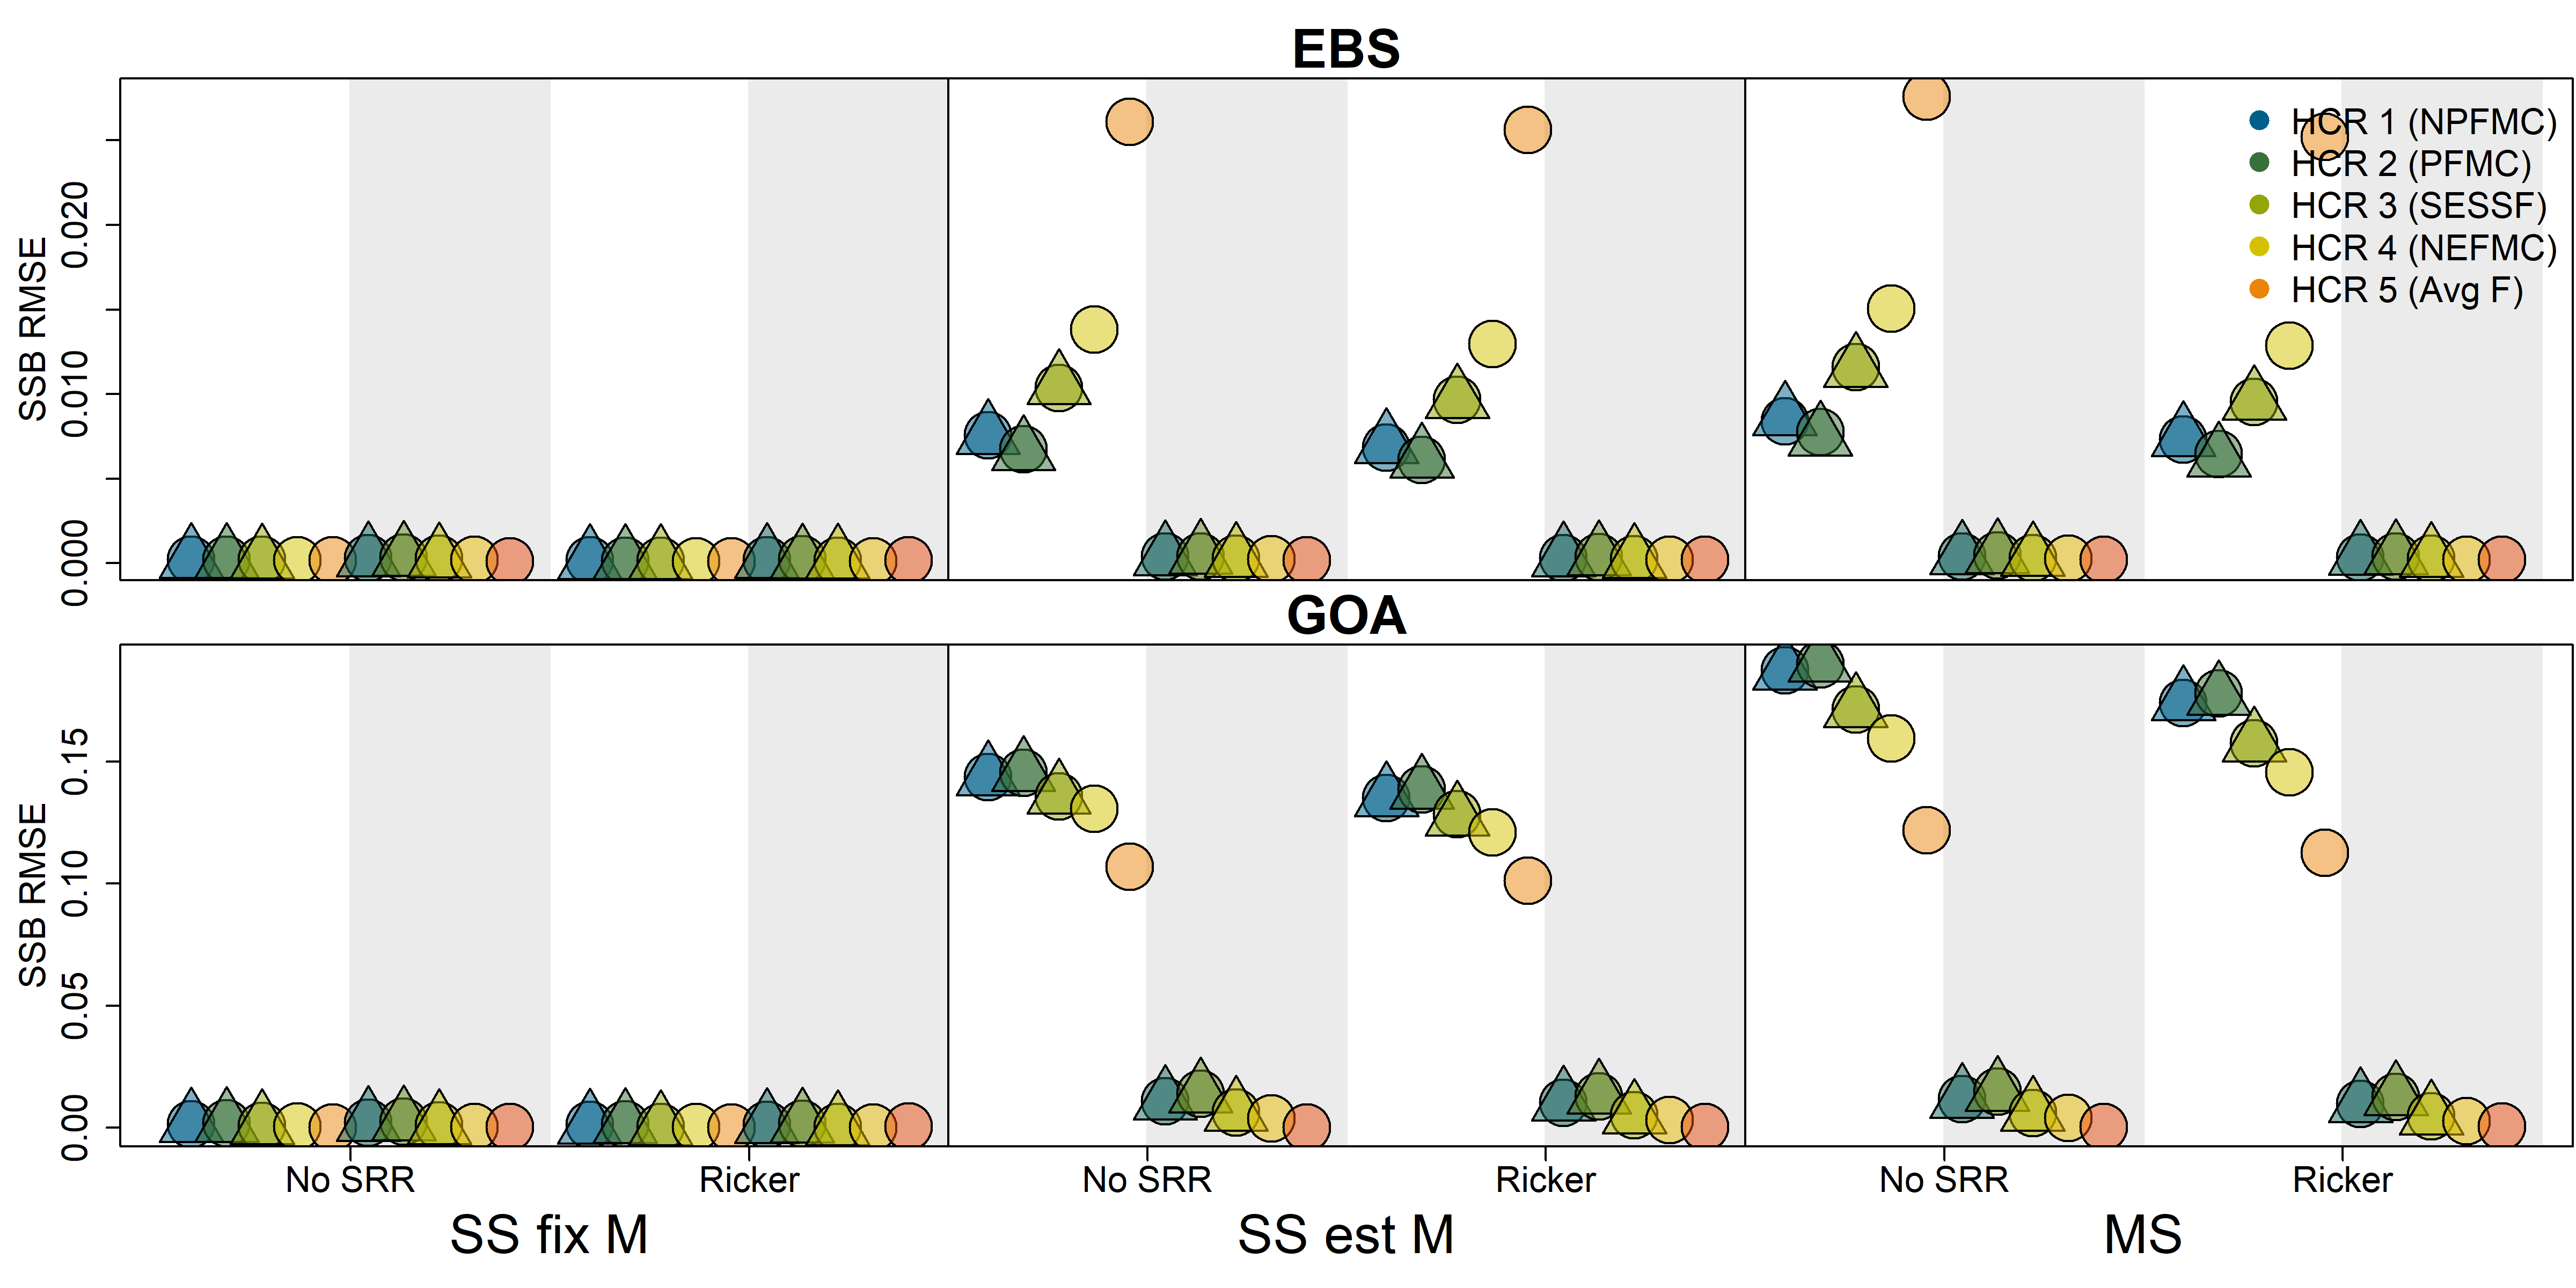 EBS
SSB RMSE
0.020
0.010
0.000
HCR 1 (NPFMC)
HCR 2 (PFMC)
HCR 3 (SESSF)
HCR 4 (NEFMC)
HCR 5 (Avg F)
GOA
SSB RMSE
0.15
0.10
0.05
0.00
No SRR Ricker No SRR Ricker No SRR Ricker
SS fix M SS est M MS